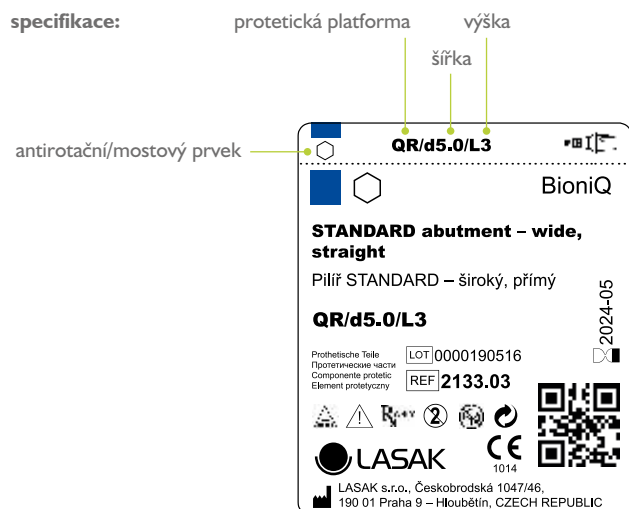 specifikace:
protetická platforma
výška
šířka
antirotační/mostový prvek
QR/d5.0/L3
BioniQ
STANDARD abutment – wide,
straight
Pilíř STANDARD – široký, přímý
QR/d5.0/L3
2024-05
Prothetische Teile
Протетические части
Componente protetic
Element protetyczny
LOT 0000190516
REF 2133.03
2
LASAK
CE
1014
LASAK s.r.o., Českobrodská 1047/46,
190 01 Praha 9 – Hloubětín, CZECH REPUBLIC